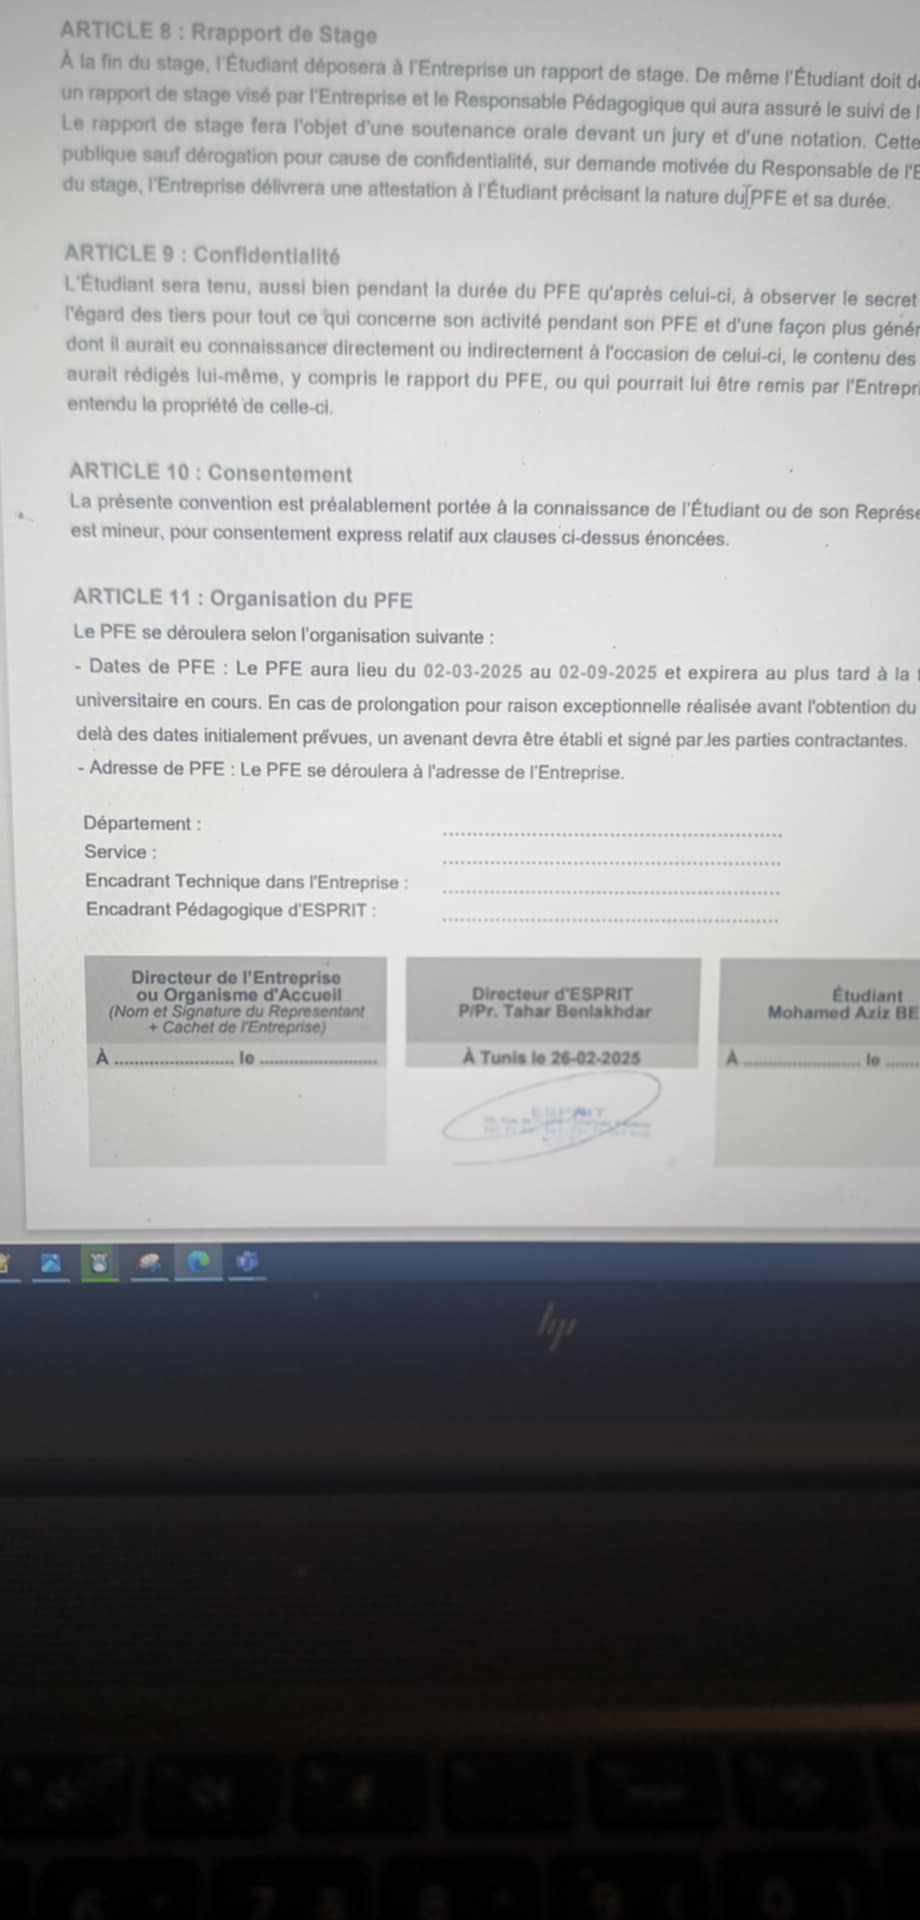 ARTICLE 8 : Rrapport de Stage
À la fin du stage, l'Étudiant déposera à l'Entreprise un rapport de stage. De même l'Étudiant doit
un rapport de stage visé par l'Entreprise et le Responsable Pédagogique qui aura assuré le suivi de
Le rapport de stage fera l'objet d'une soutenance orale devant un jury et d'une notation. Cette
publique sauf dérogation pour cause de confidentialité, sur demande motivée du Responsable de
du stage, l'Entreprise délivrera une attestation à l'Étudiant précisant la nature du PFE et sa durée.
ARTICLE 9 : Confidentialité
L'Étudiant sera tenu, aussi bien pendant la durée du PFE qu'après celui-ci, à observer le secret
l'égard des tiers pour tout ce qui concerne son activité pendant son PFE et d'une façon plus génér
dont il aurait eu connaissance directement ou indirectement à l'occasion de celui-ci, le contenu des
aurait rédigés lui-même, y compris le rapport du PFE, ou qui pourrait lui être remis par l'Entrepri
entendu la propriété de celle-ci.
ARTICLE 10 : Consentement
La présente convention est préalablement portée à la connaissance de l'Étudiant ou de son Représe
est mineur, pour consentement express relatif aux clauses ci-dessus énoncées.
ARTICLE 11 : Organisation du PFE
Le PFE se déroulera selon l'organisation suivante :
- Dates de PFE : Le PFE aura lieu du 02-03-2025 au 02-09-2025 et expirera au plus tard à la
universitaire en cours. En cas de prolongation pour raison exceptionnelle réalisée avant l'obtention du
delà des dates initialement prévues, un avenant devra être établi et signé par les parties contractantes.
- Adresse de PFE : Le PFE se déroulera à l'adresse de l'Entreprise.
Département :
Service :
Encadrant Technique dans l'Entreprise :
Encadrant Pédagogique d'ESPRIT :
Directeur de l'Entreprise
ou Organisme d'Accueil
(Nom et Signature du Representant
+ Cachet de l'Entreprise)
À ........................ le ........................
Directeur d'ESPRIT
P/Pr. Tahar Benlakhdar
À Tunis le 26-02-2025
ESPRIT
Étudiant
Mohamed Aziz BE
À ........................ le ......
hp